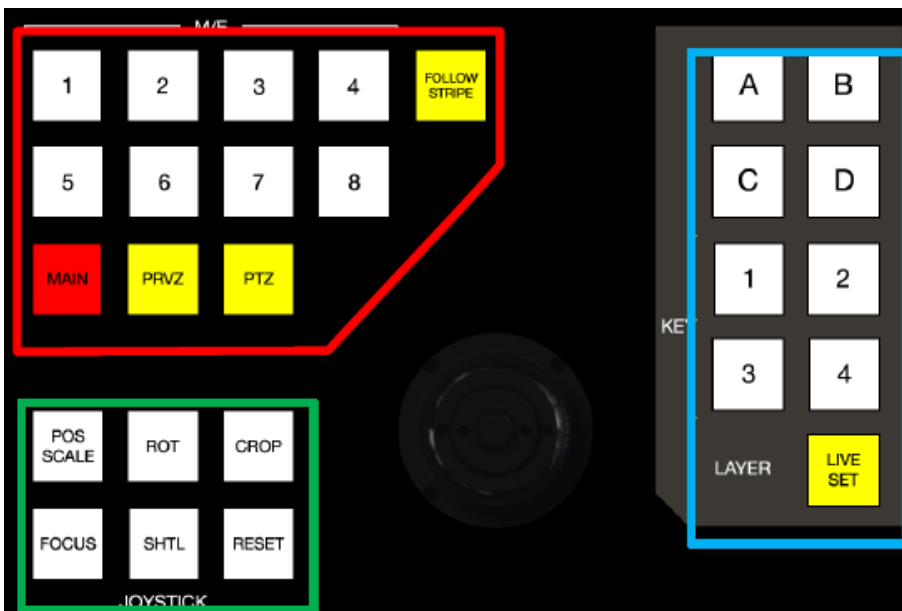 M/E
1 2 3 4 FOLLOW
STRIPE
5 6 7 8
MAIN PRVZ PTZ
POS
SCALE ROT CROP
FOCUS SHTL RESET
JOYSTICK
A B
C D
1 2
KEY
3 4
LAYER LIVE
SET